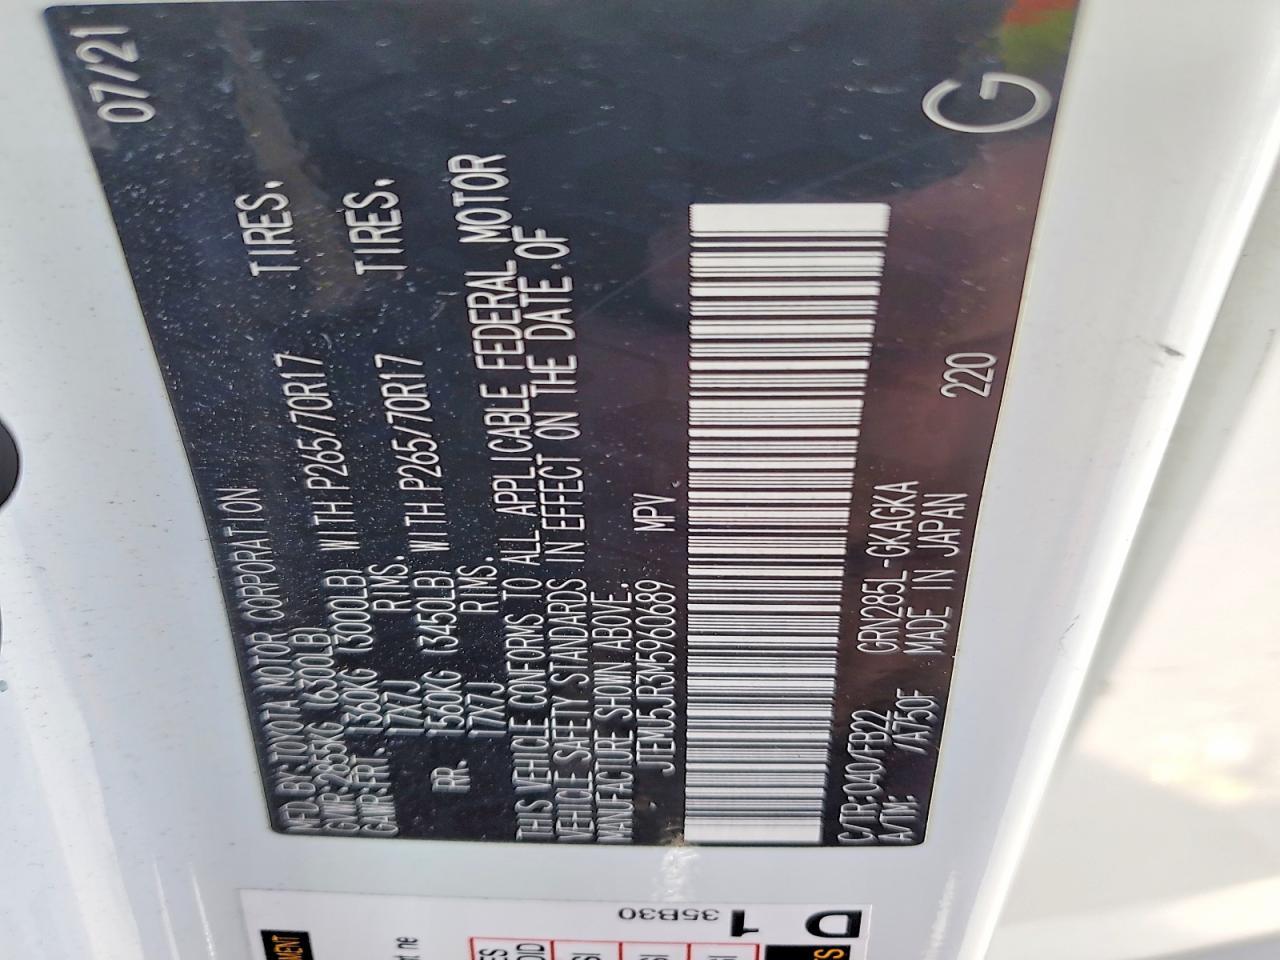 07/21
MFD.BY:TOYOTA MOTOR CORPORATION
GVWR:2855KG (6300LB)
GAWR:FRT. 1360KG (3000LB) WITH P265/70R17 TIRES.
17X7J RIMS.
RR. 1560KG (3450LB) WITH P265/70R17 TIRES.
17X7J RIMS.
THIS VEHICLE CONFORMS TO ALL APPLICABLE FEDERAL MOTOR
VEHICLE SAFETY STANDARDS IN EFFECT ON THE DATE OF
MANUFACTURE SHOWN ABOVE.
JTEMU5JR3M5960689 MPV
C/TR:040/FB22 GRN285L-GKAGKA
A/TM: /A750F MADE IN JAPAN 220
G
D
1
35B30